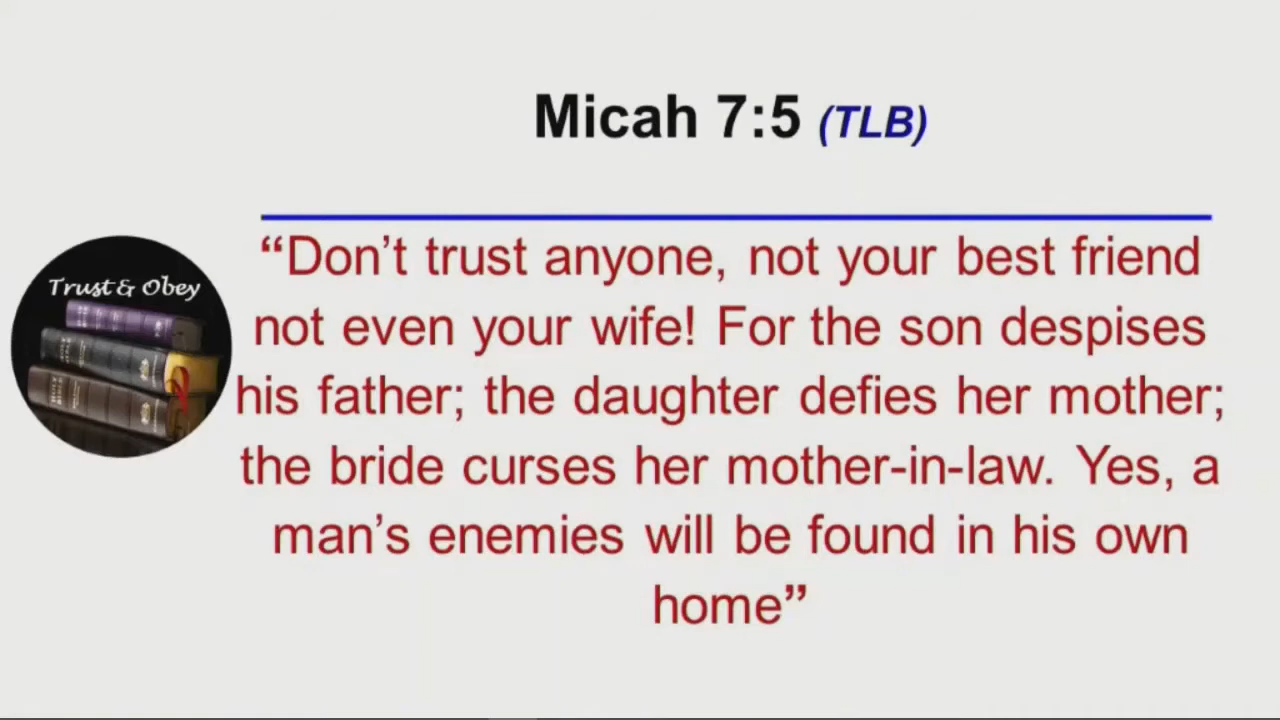 Micah 7:5 (TLB)
Trust & Obey
“Don’t trust anyone, not your best friend
not even your wife! For the son despises
his father; the daughter defies her mother;
the bride curses her mother-in-law. Yes, a
man’s enemies will be found in his own
home”